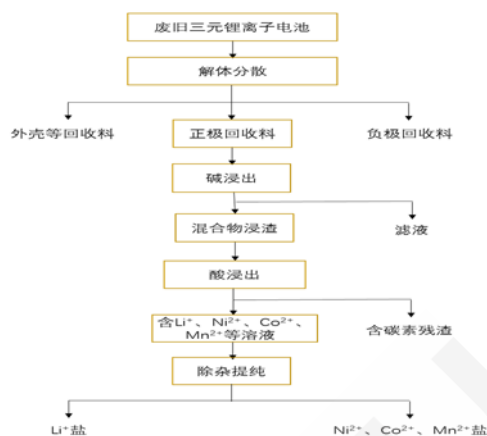 废旧三元锂离子电池
解体分散
外壳等回收料
正极回收料
负极回收料
碱浸出
混合物浸渣
滤液
酸浸出
含Li⁺、Ni²⁺、Co²⁺、
Mn²⁺等溶液
含碳素残渣
除杂提纯
Li⁺盐
Ni²⁺、Co²⁺、Mn²⁺盐